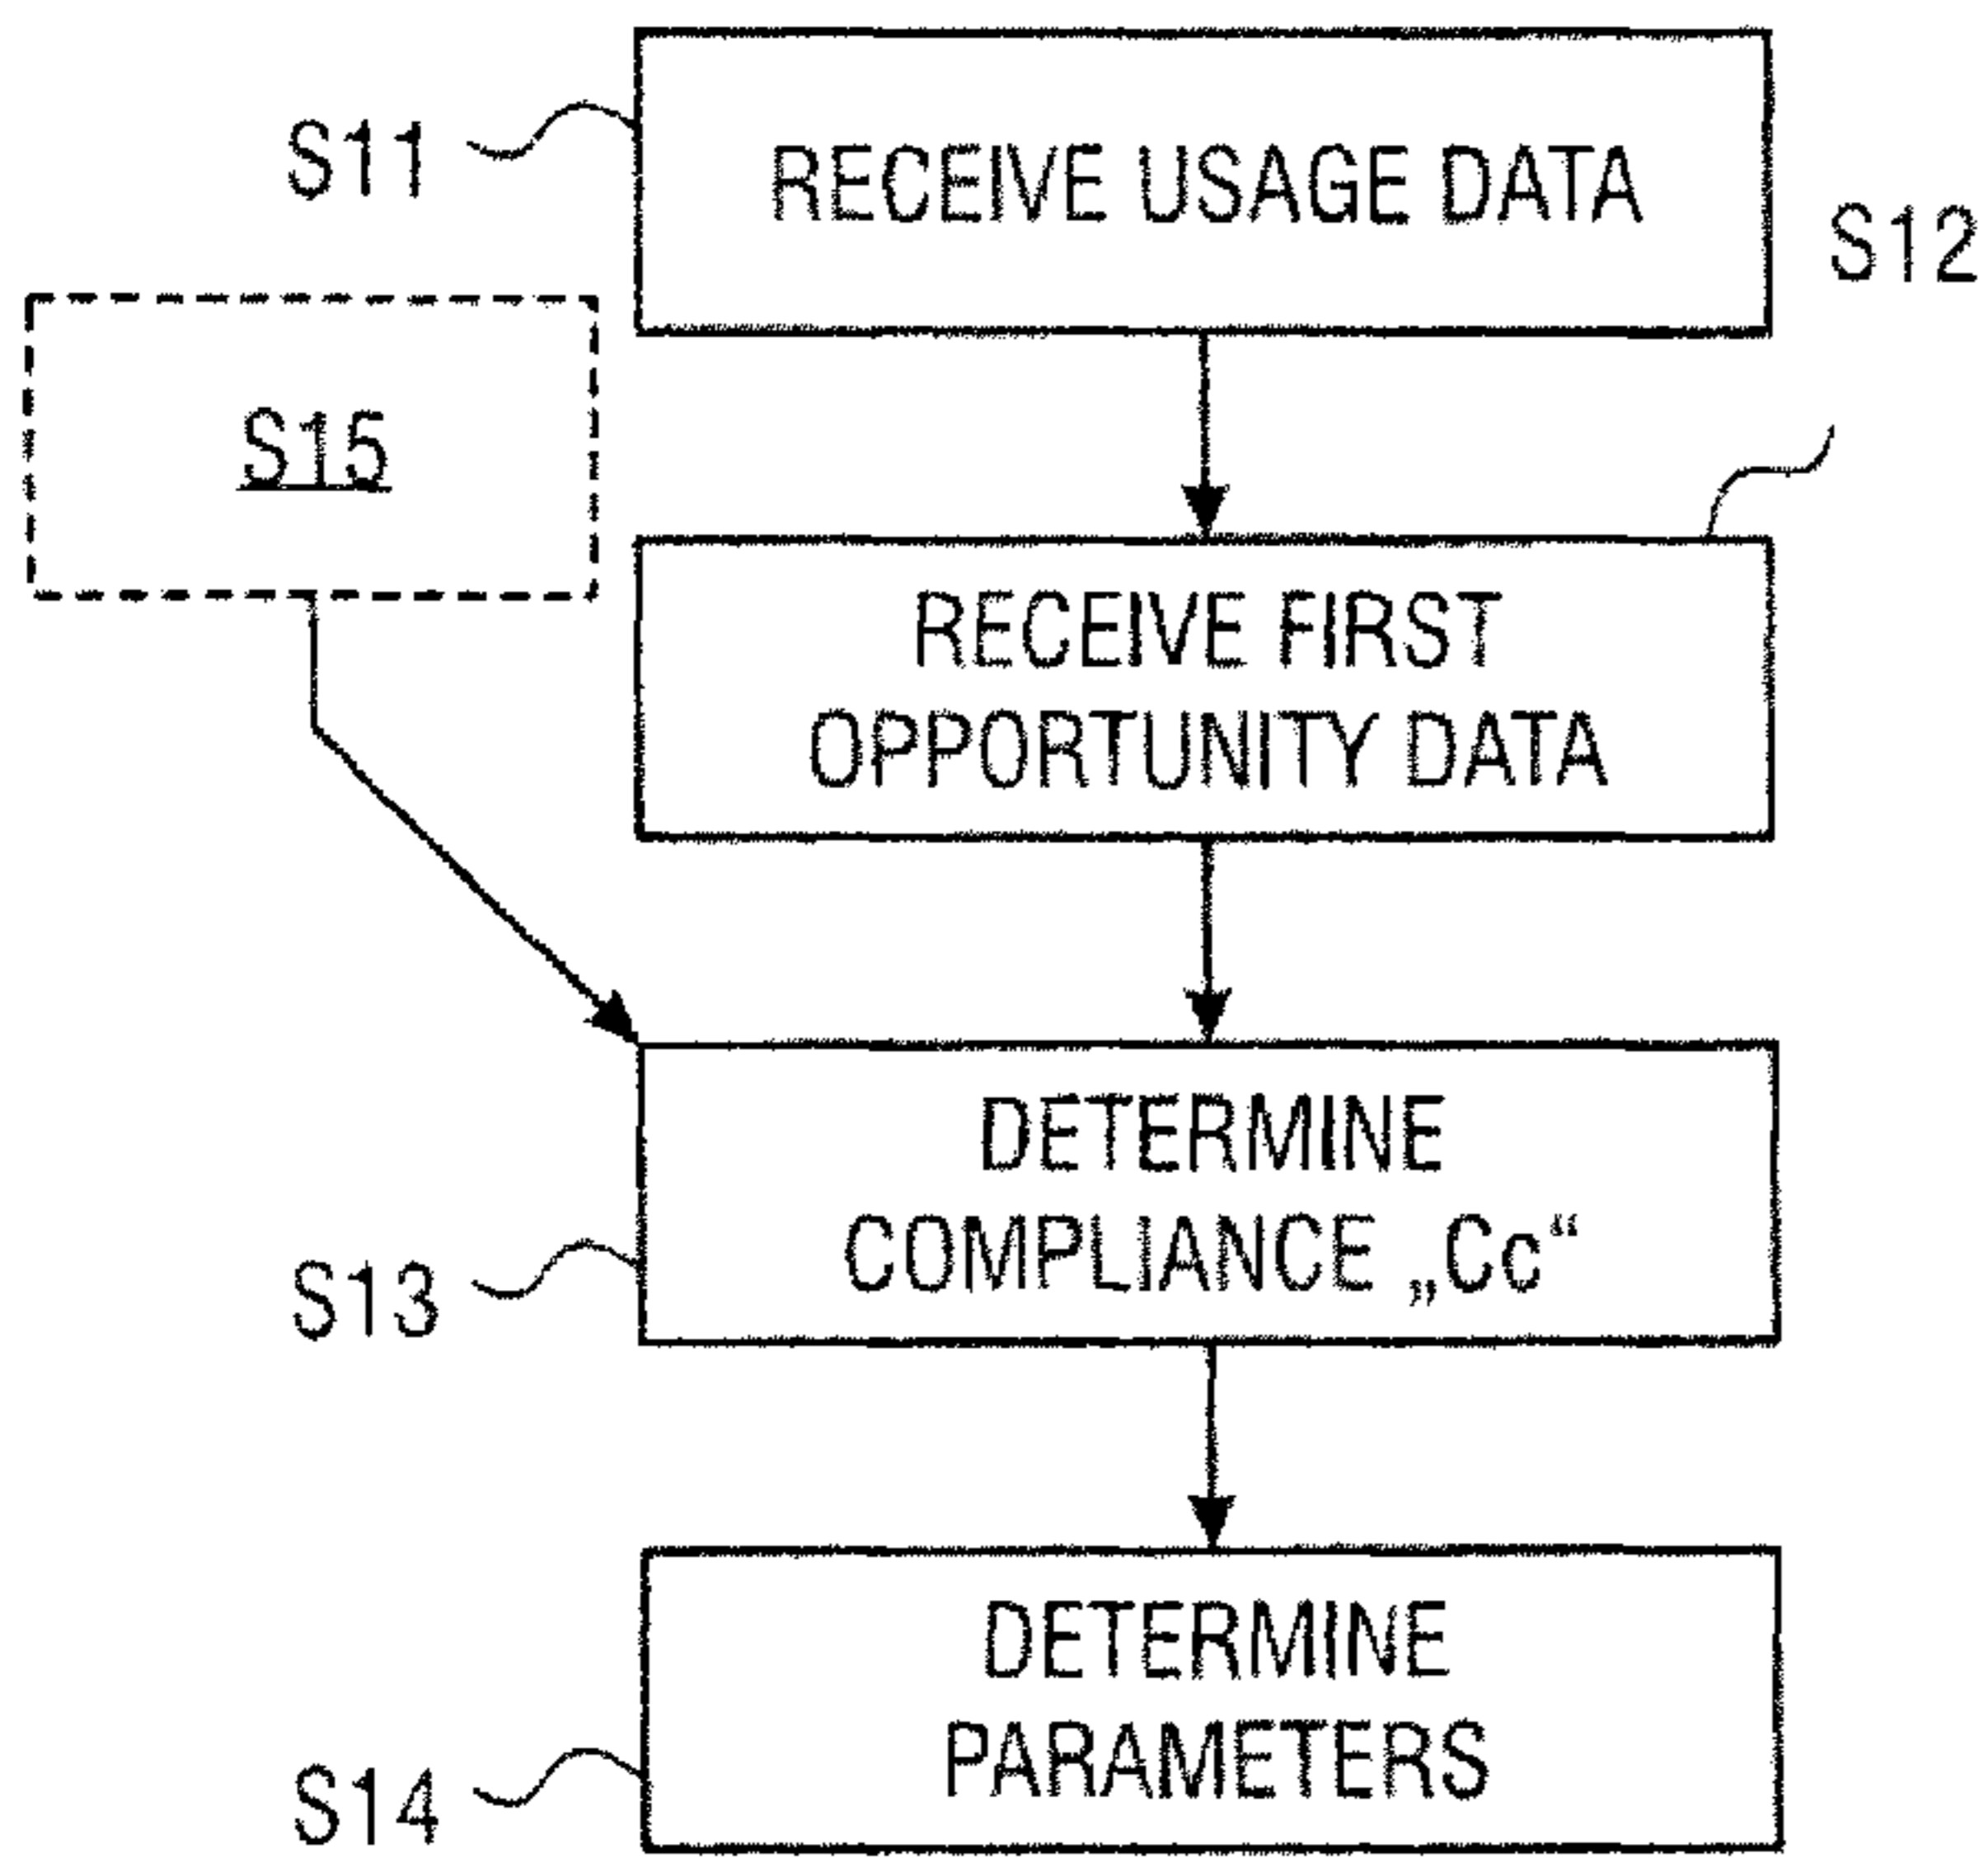 S11
RECEIVE USAGE DATA
S12
S15
RECEIVE FIRST
OPPORTUNITY DATA
DETERMINE
COMPLIANCE „Cc“
S13
DETERMINE
PARAMETERS
S14